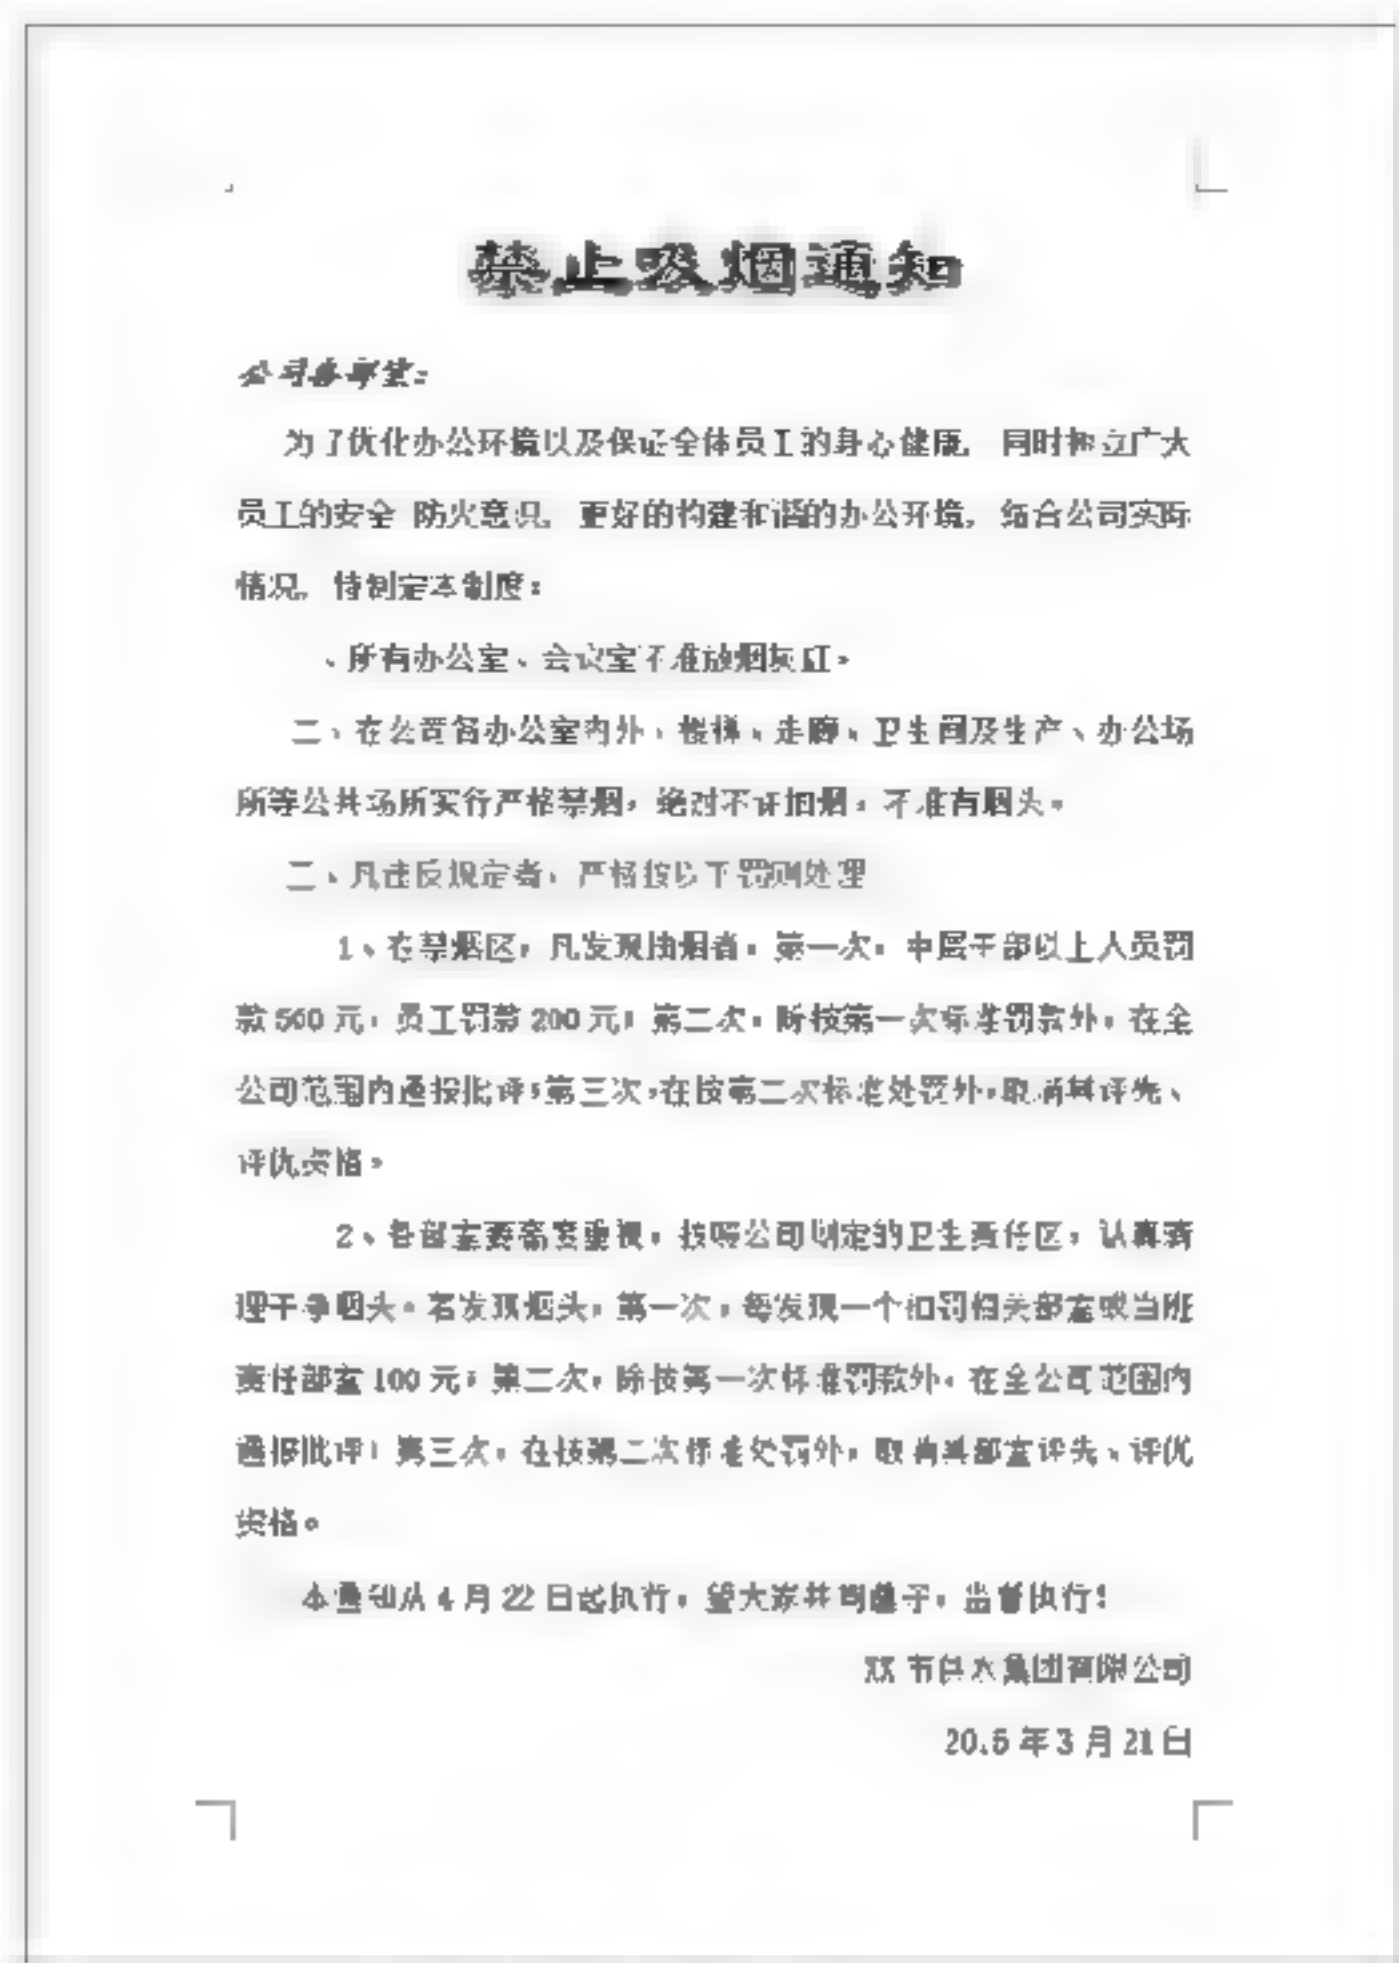 禁止吸烟通知
公司各部室：
为了优化办公环境以及保证全体员工的身心健康，同时树立广大
员工的安全 防火意识，更好的构建和谐的办公环境，结合公司实际
情况，特制定本制度：
、所有办公室、会议室不准放烟灰缸。
二、在公司各办公室内外、楼梯、走廊、卫生间及生产、办公场
所等公共场所实行严格禁烟，绝对不许抽烟，不准有烟头。
三、凡违反规定者，严格按以下罚则处理
1、在禁烟区，凡发现抽烟者，第一次，中层干部以上人员罚
款500元，员工罚款200元；第二次，除按第一次标准罚款外，在全
公司范围内通报批评；第三次，在按第二次标准处罚外，取消其评先、
评优资格。
2、各部室要高度重视，按照公司划定的卫生责任区，认真清
理干净烟头。若发现烟头，第一次，每发现一个扣罚相关部室或当班
责任部室100元；第二次，除按第一次标准罚款外，在全公司范围内
通报批评；第三次，在按第二次标准处罚外，取消其部室评先、评优
资格。
本通知从4月22日起执行，望大家共同遵守，监督执行！
市供水集团有限公司
年3月21日